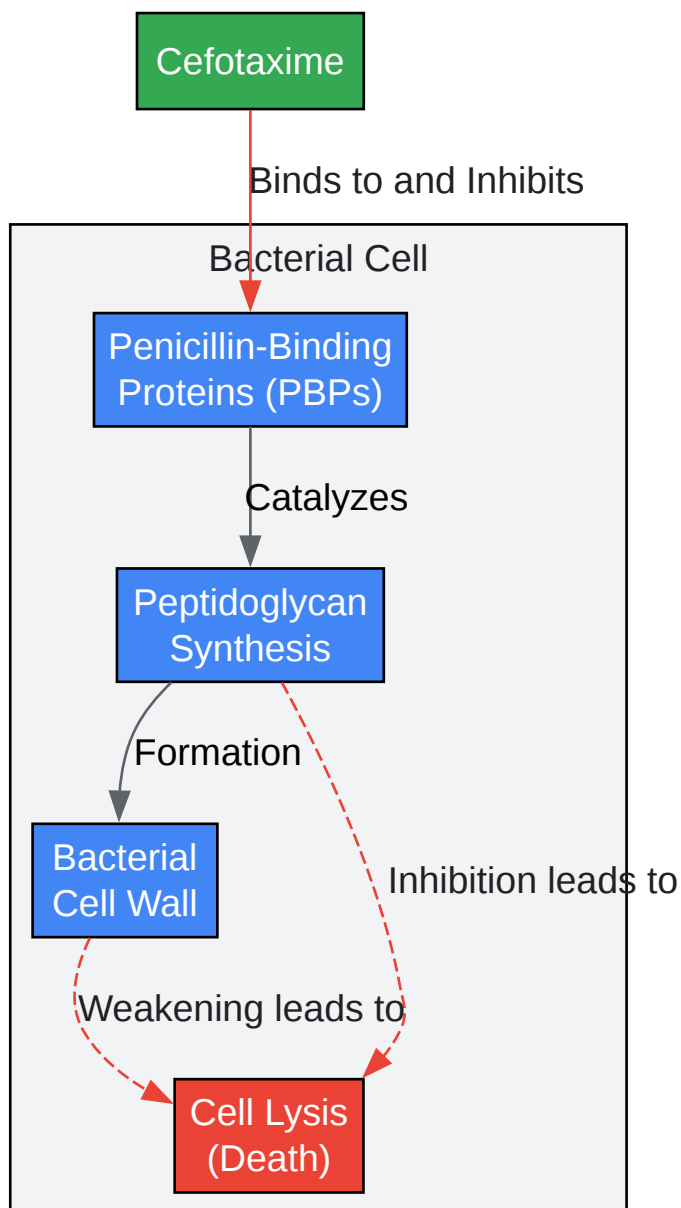 Cefotaxime
Binds to and Inhibits
Bacterial Cell
Penicillin-Binding
Proteins (PBPs)
Catalyzes
Peptidoglycan
Synthesis
Formation
Bacterial
Cell Wall
Inhibition leads to
Weakening leads to
Cell Lysis
(Death)